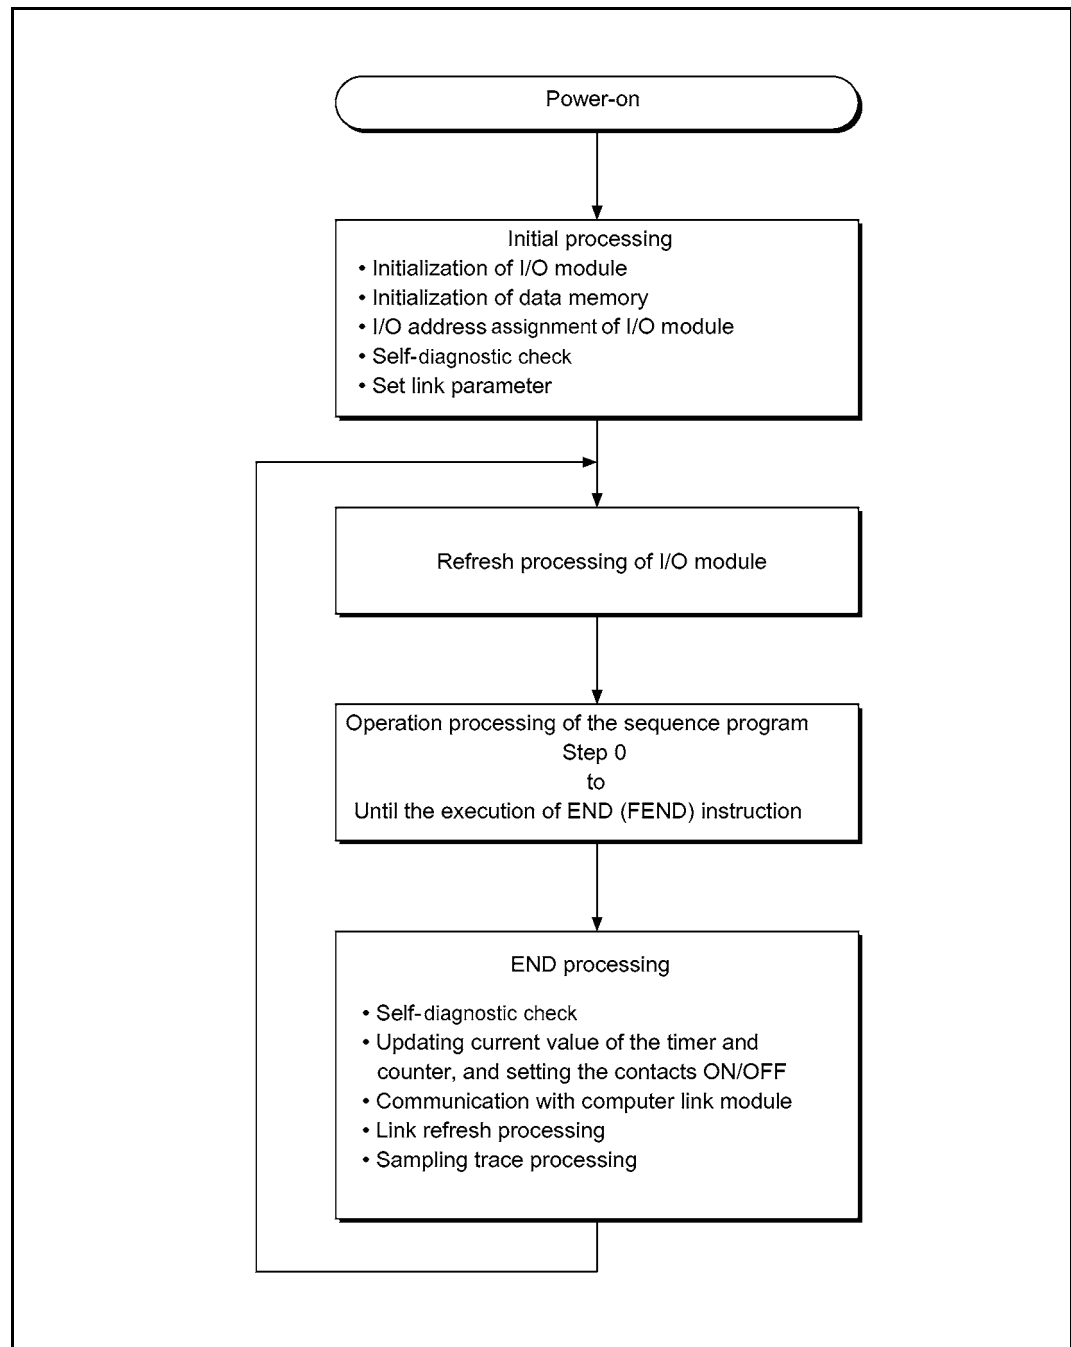 Power-on
Initial processing
• Initialization of I/O module
• Initialization of data memory
• I/O address assignment of I/O module
• Self-diagnostic check
• Set link parameter
Refresh processing of I/O module
Operation processing of the sequence program
Step 0
to
Until the execution of END (FEND) instruction
END processing
• Self-diagnostic check
• Updating current value of the timer and
counter, and setting the contacts ON/OFF
• Communication with computer link module
• Link refresh processing
• Sampling trace processing